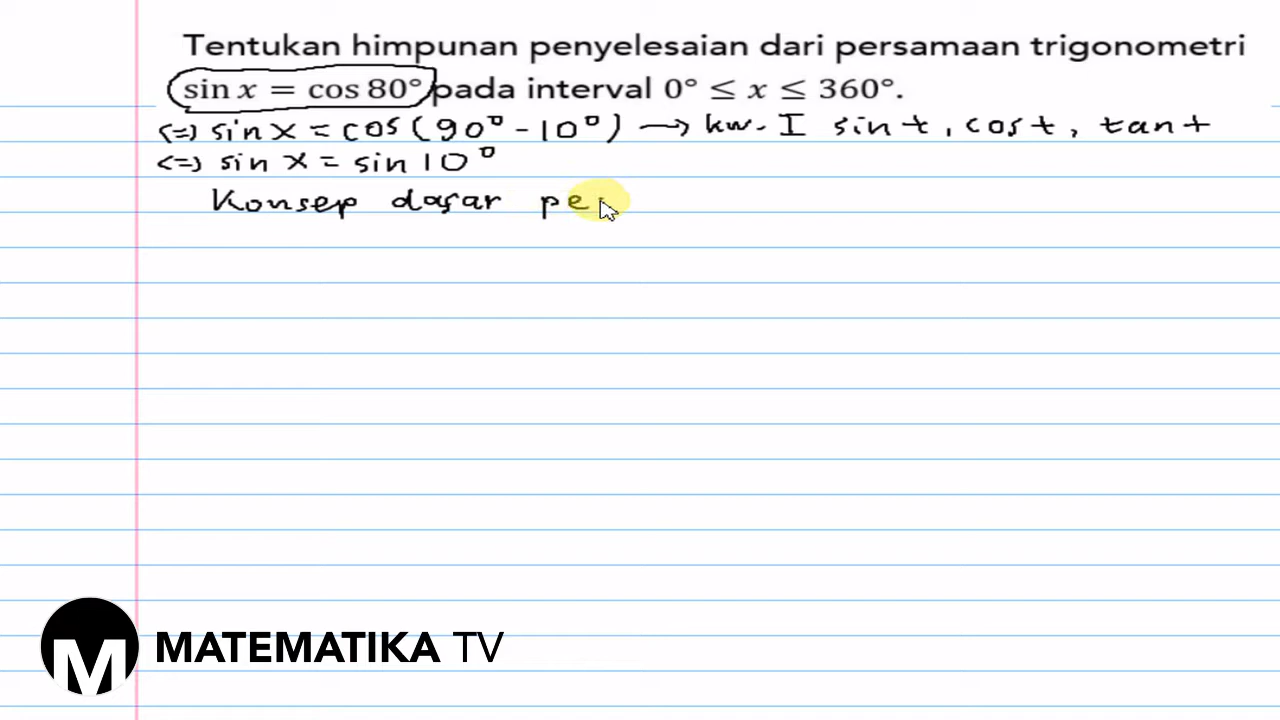 Tentukan himpunan penyelesaian dari persamaan trigonometri
sin x = cos 80° pada interval 0° ≤ x ≤ 360°.
<=> sin x = cos (90° - 10°) → kw. I sin +, cos +, tan +
<=> sin x = sin 10°
Konsep dasar pe
M MATEMATIKA TV